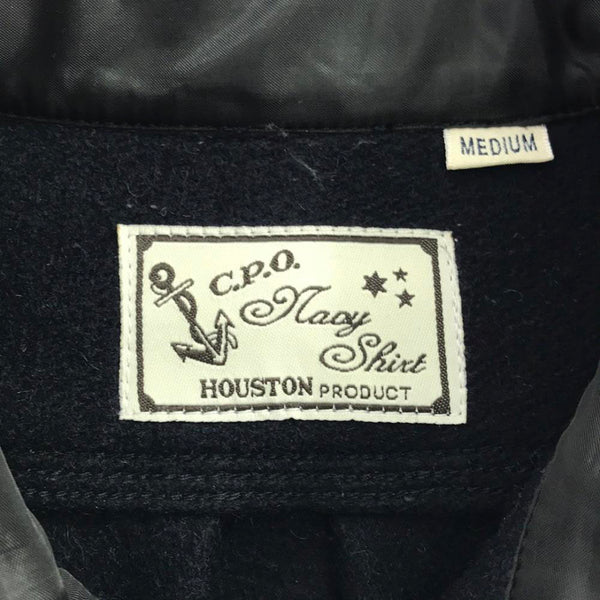 MEDIUM
C.P.O.
Navy
Shirt
HOUSTON PRODUCT